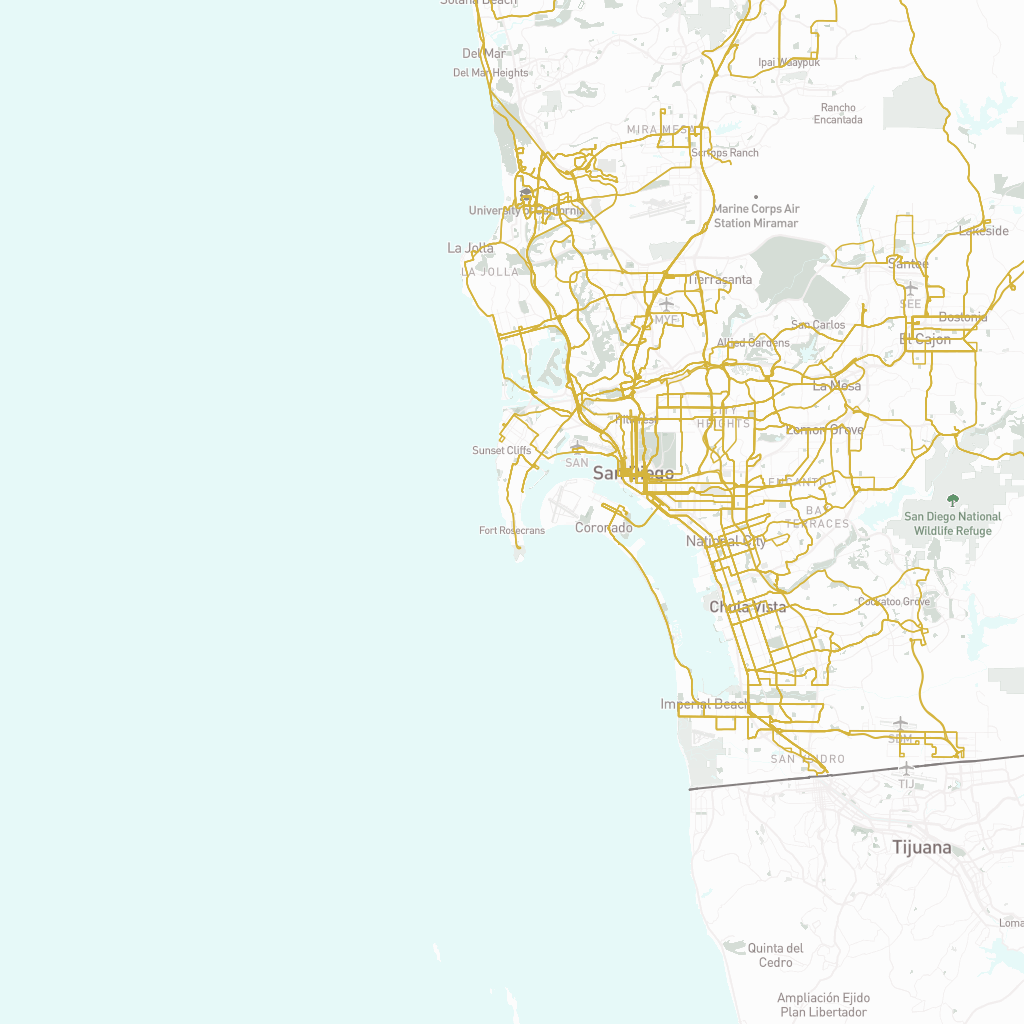 Solana Beach
Del Mar
Del Mar Heights
Ipai Waaypuk
Rancho
Encantada
MIRA MESA
Scripps Ranch
University of California
Marine Corps Air
Station Miramar
La Jolla
LA JOLLA
Lakeside
Santee
Tierrasanta
SEE
MYF
San Carlos
Bostonia
Allied Gardens
El Cajon
La Mesa
Hillcrest
CITY
HEIGHTS
Lemon Grove
Sunset Cliffs
SAN
San Diego
ENCANTO
BAY
TERRACES
San Diego National
Wildlife Refuge
Fort Rosecrans
Coronado
National City
Chula Vista
Cockatoo Grove
Imperial Beach
SDM
SAN YSIDRO
TIJ
Tijuana
Loma
Quinta del
Cedro
Ampliación Ejido
Plan Libertador